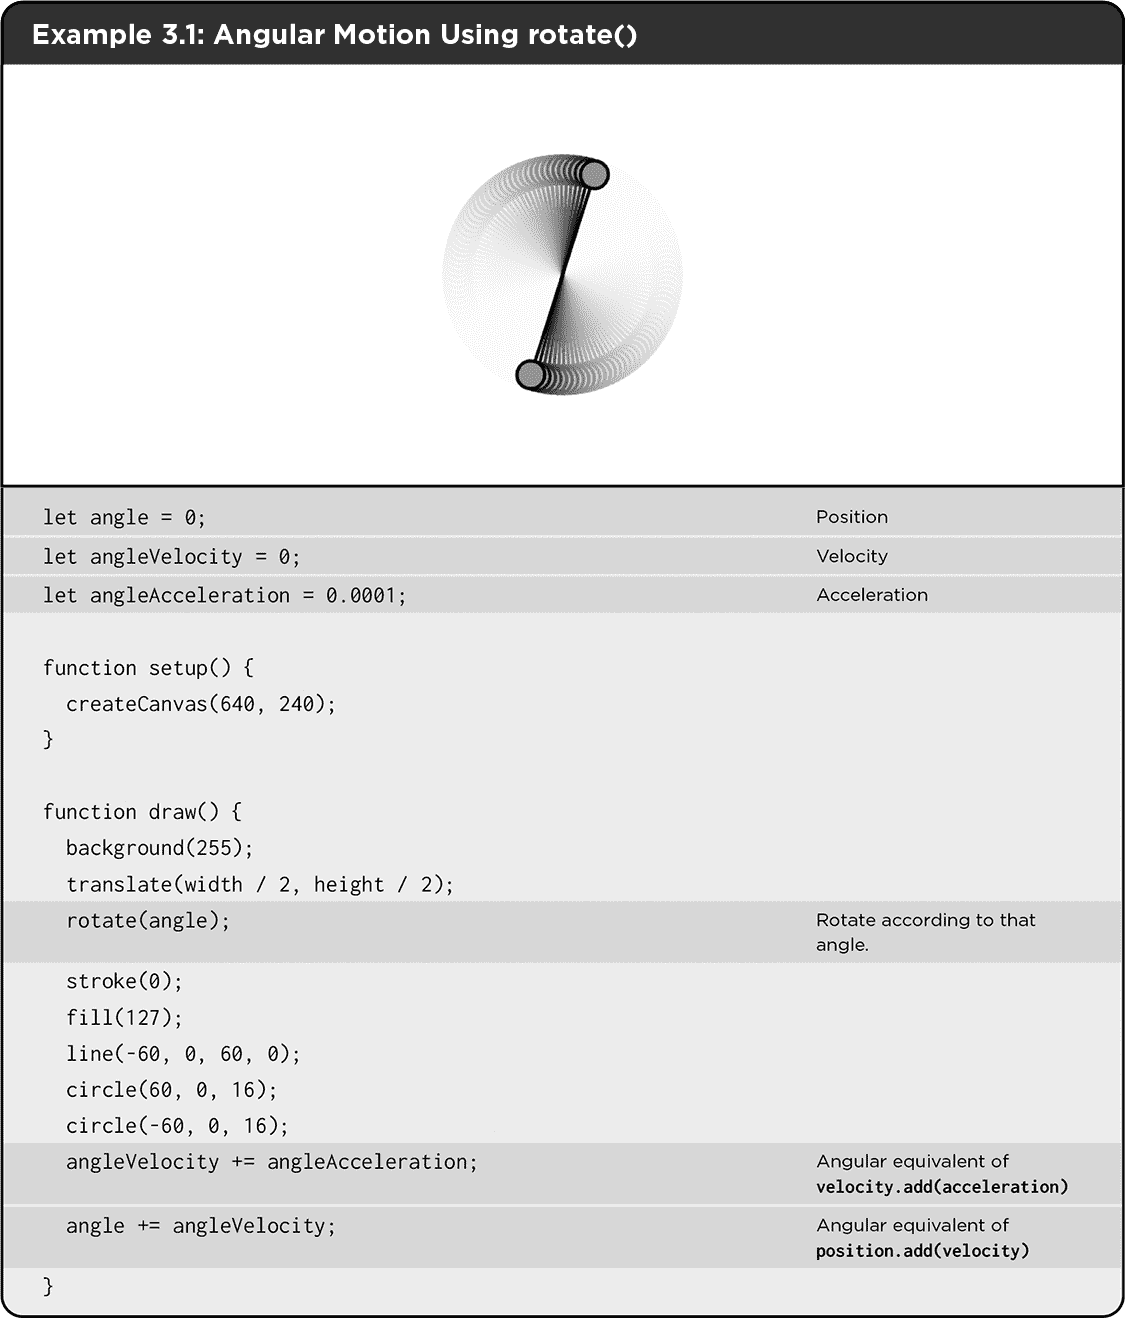 Example 3.1: Angular Motion Using rotate()
let angle = 0; Position
let angleVelocity = 0; Velocity
let angleAcceleration = 0.0001; Acceleration
function setup() {
  createCanvas(640, 240);
}
function draw() {
  background(255);
  translate(width / 2, height / 2);
  rotate(angle); Rotate according to that
angle.
  stroke(0);
  fill(127);
  line(-60, 0, 60, 0);
  circle(60, 0, 16);
  circle(-60, 0, 16);
  angleVelocity += angleAcceleration; Angular equivalent of
velocity.add(acceleration)
  angle += angleVelocity; Angular equivalent of
position.add(velocity)
}